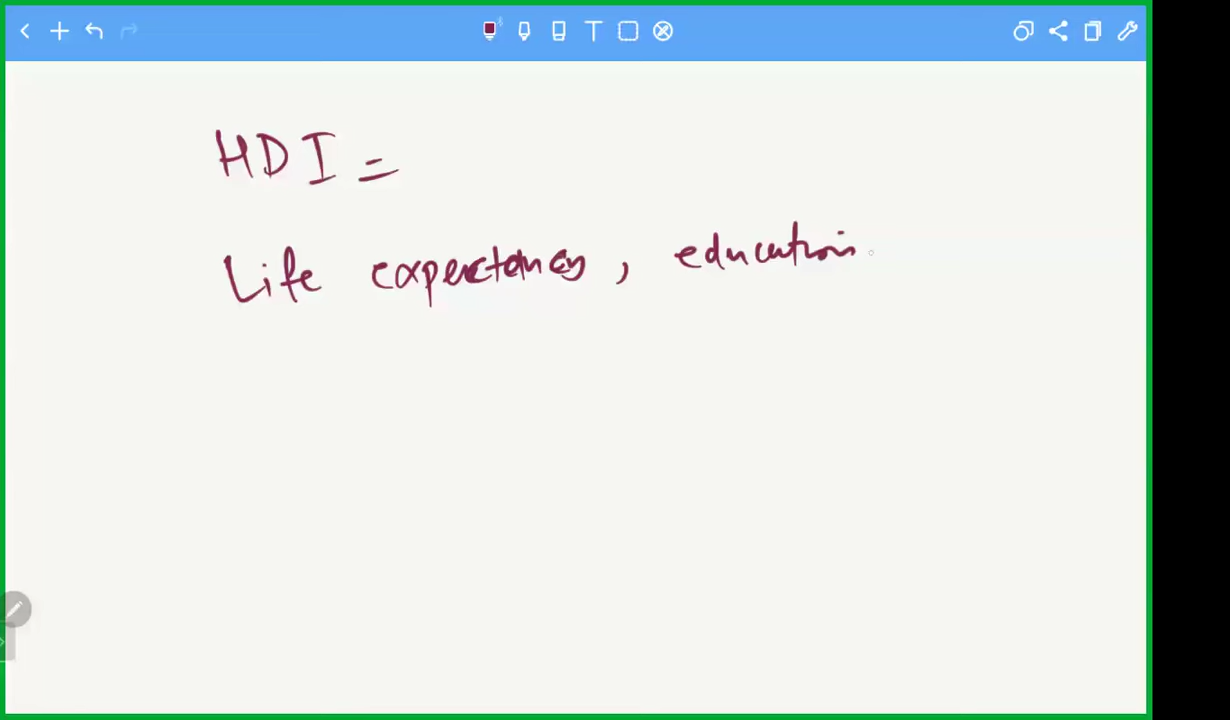 HDI =
Life expectancy, education